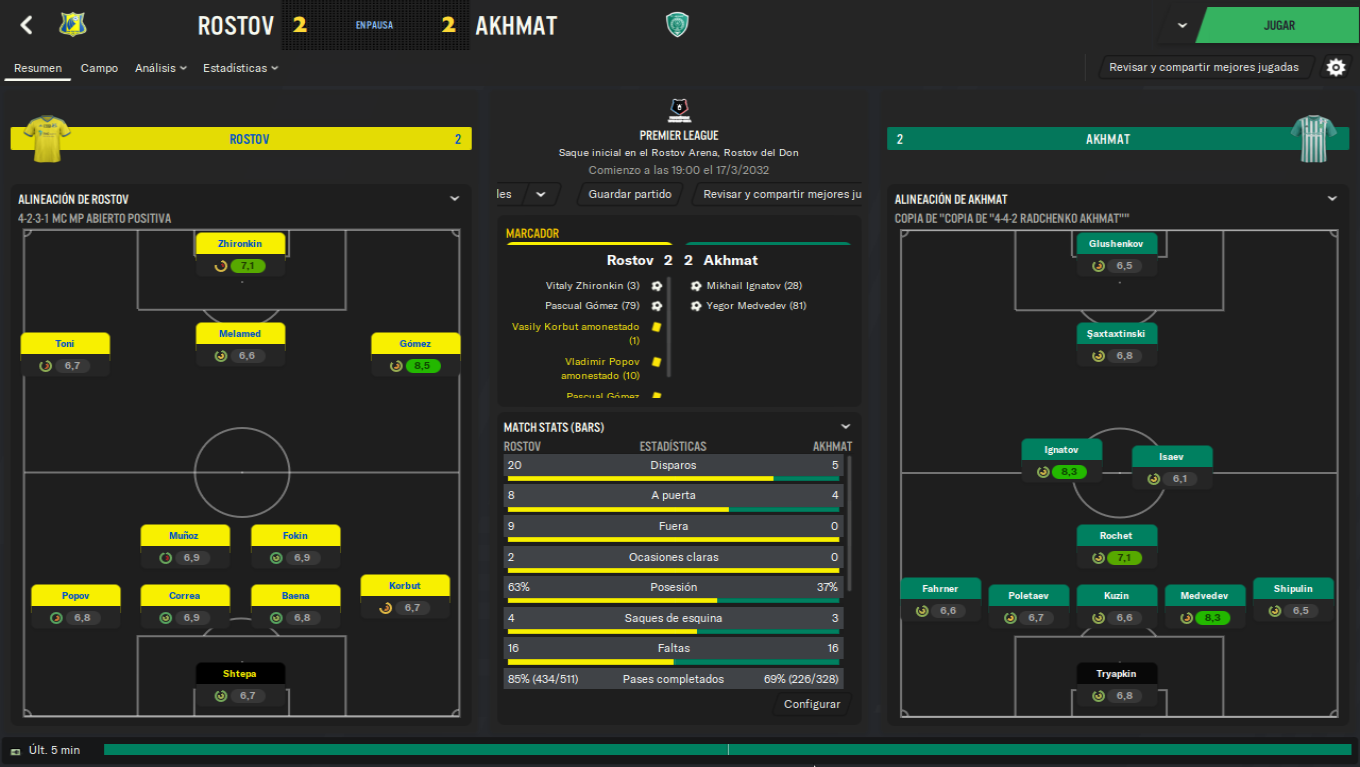 ROSTOV 2 EN PAUSA 2 AKHMAT
JUGAR
Resumen Campo Análisis Estadísticas
Revisar y compartir mejores jugadas
ROSTOV 2
PREMIER LEAGUE
Saque inicial en el Rostov Arena, Rostov del Don
Comienzo a las 19:00 el 17/3/2032
les Guardar partido Revisar y compartir mejores ju
2 AKHMAT
ALINEACIÓN DE ROSTOV
4-2-3-1 MC MP ABIERTO POSITIVA
Zhironkin
7,1
Toni
6,7
Melamed
6,6
Gómez
8,5
Muñoz
6,9
Fokin
6,9
Popov
6,8
Correa
6,9
Baena
6,8
Korbut
6,7
Shtepa
6,7
MARCADOR
Rostov 2 2 Akhmat
Vitaly Zhironkin (3) Mikhail Ignatov (28)
Pascual Gómez (79) Yegor Medvedev (81)
Vasily Korbut amonestado
(1)
Vladimir Popov
amonestado (10)
Pascual Gómez
MATCH STATS (BARS)
ROSTOV ESTADÍSTICAS AKHMAT
20 Disparos 5
8 A puerta 4
9 Fuera 0
2 Ocasiones claras 0
63% Posesión 37%
4 Saques de esquina 3
16 Faltas 16
85% (434/511) Pases completados 69% (226/328)
Configurar
ALINEACIÓN DE AKHMAT
COPIA DE "COPIA DE "4-4-2 RADCHENKO AKHMAT""
Glushenkov
6,5
Şaxtaxtinski
6,8
Ignatov
8,3
Isaev
6,1
Rochet
7,1
Fahrner
6,6
Poletaev
6,7
Kuzin
6,6
Medvedev
8,3
Shipulin
6,5
Tryapkin
6,8
Últ. 5 min